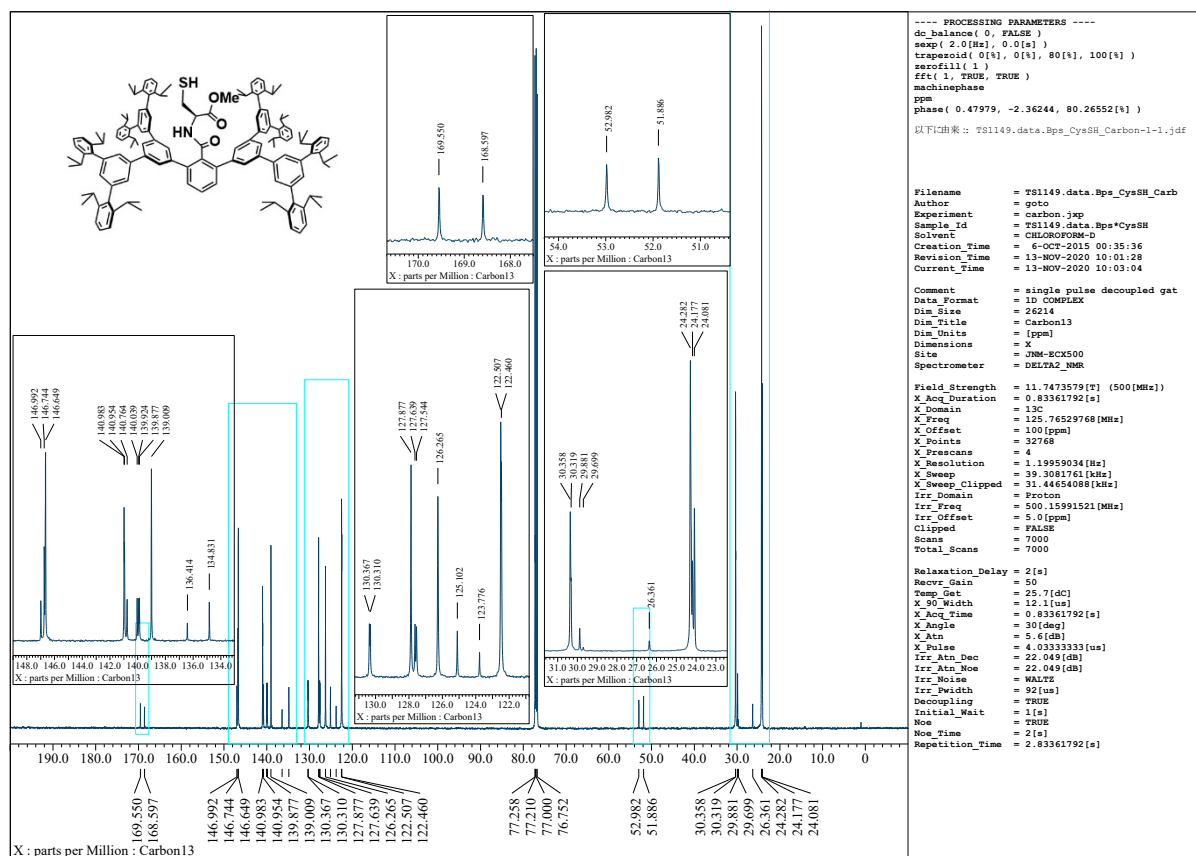 SH
OMe
O
HN
O
169.550
168.597
170.0 169.0 168.0
X : parts per Million : Carbon13
52.982
51.886
54.0 53.0 52.0 51.0
X : parts per Million : Carbon13
146.992
146.744
146.649
140.983
140.954
140.764
140.039
139.924
139.877
139.009
136.414
134.831
148.0 146.0 144.0 142.0 140.0 138.0 136.0 134.0
X : parts per Million : Carbon13
130.367
130.310
127.877
127.639
127.544
126.265
125.102
123.776
122.507
122.460
130.0 128.0 126.0 124.0 122.0
X : parts per Million : Carbon13
30.358
30.319
29.881
29.699
26.361
24.282
24.177
24.081
31.0 30.0 29.0 28.0 27.0 26.0 25.0 24.0 23.0
X : parts per Million : Carbon13
190.0 180.0 170.0 160.0 150.0 140.0 130.0 120.0 110.0 100.0 90.0 80.0 70.0 60.0 50.0 40.0 30.0 20.0 10.0 0
169.550
168.597
146.992
146.744
146.649
140.983
140.954
139.877
139.009
130.367
130.310
127.877
127.639
126.265
122.507
122.460
77.258
77.210
77.000
76.752
52.982
51.886
30.358
30.319
29.881
29.699
26.361
24.282
24.177
24.081
X : parts per Million : Carbon13
---- PROCESSING PARAMETERS ----
dc_balance( 0, FALSE )
sexp( 2.0[Hz], 0.0[s] )
trapezoid( 0[%], 0[%], 80[%], 100[%] )
zerofill( 1 )
fft( 1, TRUE, TRUE )
machinephase
ppm
phase( 0.47979, -2.36244, 80.26552[%] )
以下に由来 : TS1149.data.Bps_CysSH_Carbon-1-1.jdf
Filename = TS1149.data.Bps_CysSH_Carb
Author = goto
Experiment = carbon.jxp
Sample_Id = TS1149.data.Bps*CysSH
Solvent = CHLOROFORM-D
Creation_Time = 6-OCT-2015 00:35:36
Revision_Time = 13-NOV-2020 10:01:28
Current_Time = 13-NOV-2020 10:03:04
Comment = single pulse decoupled gat
Data_Format = 1D COMPLEX
Dim_Size = 26214
Dim_Title = Carbon13
Dim_Units = [ppm]
Dimensions = X
Site = JNM-ECX500
Spectrometer = DELTA2_NMR
Field_Strength = 11.7473579[T] (500[MHz])
X_Acq_Duration = 0.83361792[s]
X_Domain = 13C
X_Freq = 125.76529768[MHz]
X_Offset = 100[ppm]
X_Points = 32768
X_Prescans = 4
X_Resolution = 1.19959034[Hz]
X_Sweep = 39.3081761[kHz]
X_Sweep_Clipped = 31.44654088[kHz]
Irr_Domain = Proton
Irr_Freq = 500.15991521[MHz]
Irr_Offset = 5.0[ppm]
Clipped = FALSE
Scans = 7000
Total_Scans = 7000
Relaxation_Delay = 2[s]
Recvr_Gain = 50
Temp_Get = 25.7[dC]
X_90_Width = 12.1[us]
X_Acq_Time = 0.83361792[s]
X_Angle = 30[deg]
X_Atn = 5.6[dB]
X_Pulse = 4.03333333[us]
Irr_Atn_Dec = 22.049[dB]
Irr_Atn_Noe = 22.049[dB]
Irr_Noise = WALTZ
Irr_Pwidth = 92[us]
Decoupling = TRUE
Initial_Wait = 1[s]
Noe = TRUE
Noe_Time = 2[s]
Repetition_Time = 2.83361792[s]